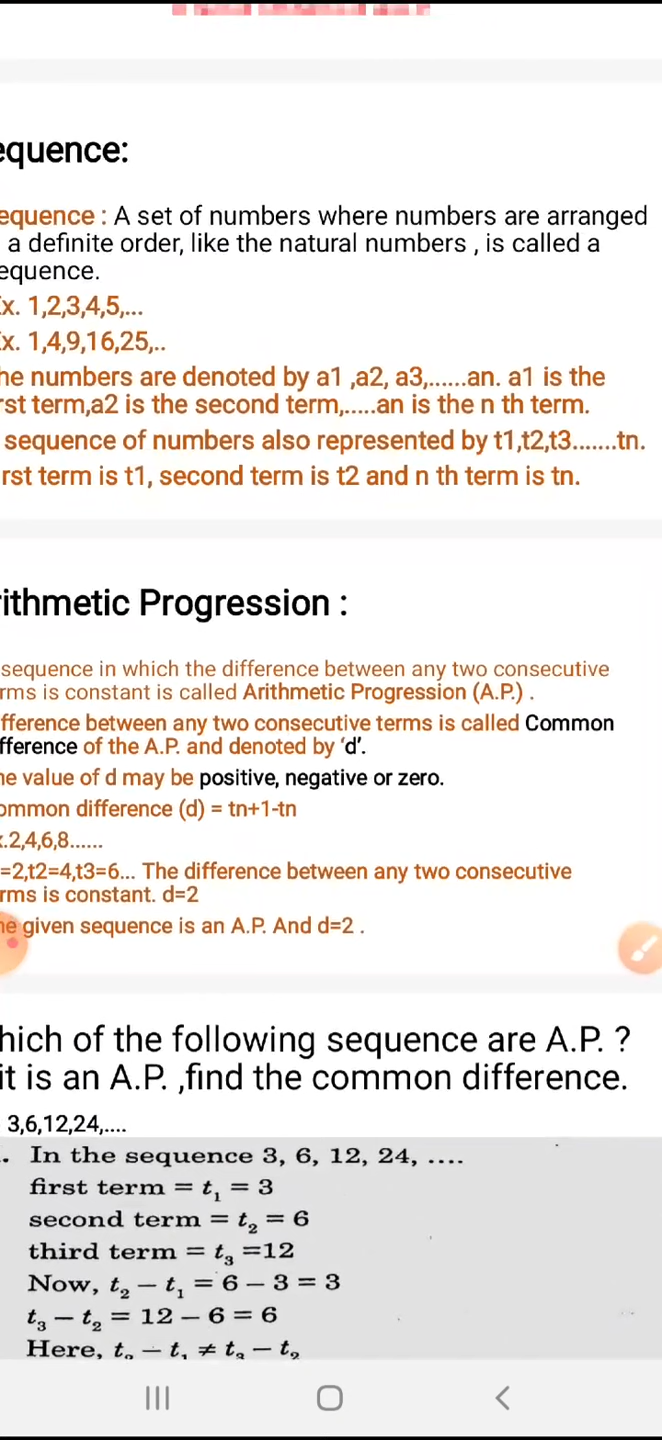 equence:
equence : A set of numbers where numbers are arranged
a definite order, like the natural numbers , is called a
equence.
x. 1,2,3,4,5,...
x. 1,4,9,16,25,..
he numbers are denoted by a1 ,a2, a3,......an. a1 is the
rst term,a2 is the second term,.....an is the n th term.
sequence of numbers also represented by t1,t2,t3.......tn.
rst term is t1, second term is t2 and n th term is tn.
ithmetic Progression :
sequence in which the difference between any two consecutive
rms is constant is called Arithmetic Progression (A.P.) .
fference between any two consecutive terms is called Common
fference of the A.P. and denoted by ‘d’.
he value of d may be positive, negative or zero.
ommon difference (d) = tn+1-tn
.2,4,6,8......
=2,t2=4,t3=6... The difference between any two consecutive
rms is constant. d=2
he given sequence is an A.P. And d=2 .
hich of the following sequence are A.P. ?
it is an A.P. ,find the common difference.
3,6,12,24,....
. In the sequence 3, 6, 12, 24, ....
first term = t₁ = 3
second term = t₂ = 6
third term = t₃ =12
Now, t₂ – t₁ = 6 – 3 = 3
t₃ – t₂ = 12 – 6 = 6
Here, t₂ – t₁ ≠ t₃ – t₂